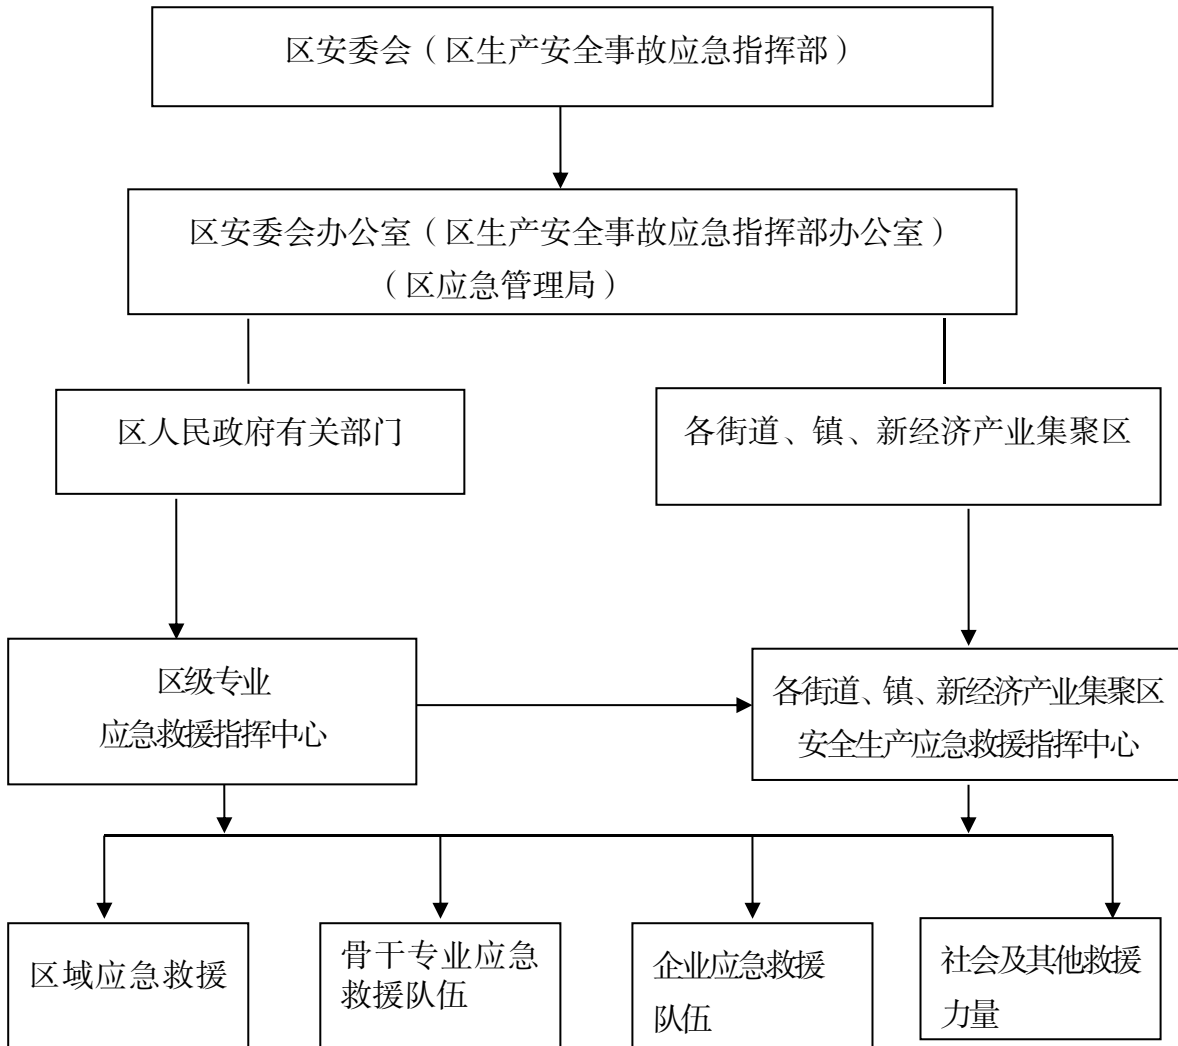 区安委会（区生产安全事故应急指挥部）
区安委会办公室（区生产安全事故应急指挥部办公室）
（区应急管理局）
区人民政府有关部门
各街道、镇、新经济产业集聚区
区级专业
应急救援指挥中心
各街道、镇、新经济产业集聚区
安全生产应急救援指挥中心
区域应急救援
骨干专业应急
救援队伍
企业应急救援
队伍
社会及其他救援
力量